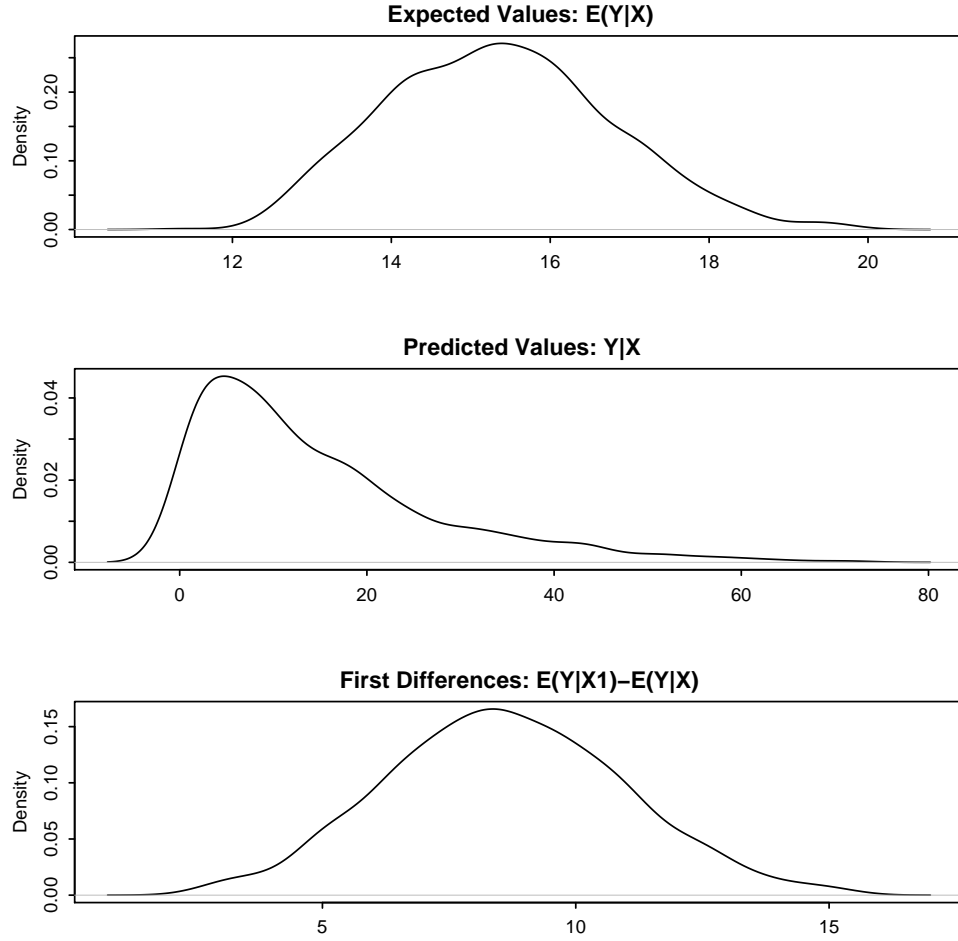 Expected Values: E(Y|X)
Density
0.00 0.10 0.20
12 14 16 18 20
Predicted Values: Y|X
Density
0.00 0.02 0.04
0 20 40 60 80
First Differences: E(Y|X1)−E(Y|X)
Density
0.00 0.05 0.10 0.15
5 10 15